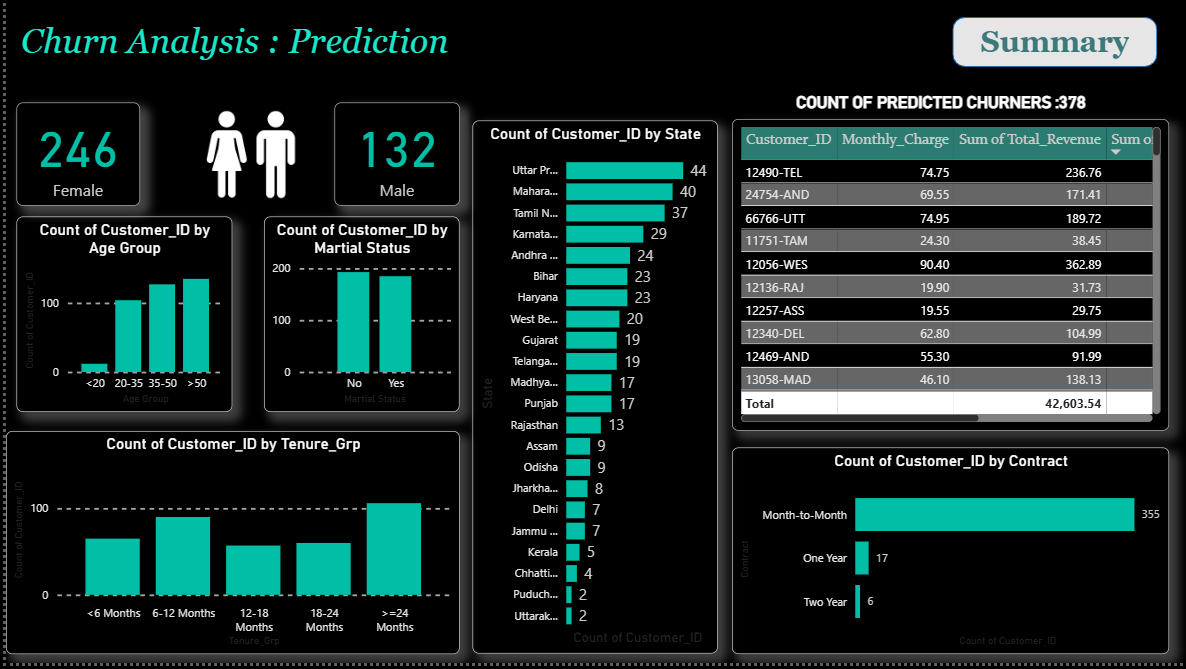 Churn Analysis : Prediction
Summary
246
Female
132
Male
Count of Customer_ID by
Age Group
Count of Customer_ID
100
0
<20 20-35 35-50 >50
Age Group
Count of Customer_ID by
Martial Status
200
100
0
No Yes
Martial Status
Count of Customer_ID by Tenure_Grp
Count of Customer_ID
100
0
<6 Months 6-12 Months 12-18 Months 18-24 Months >=24 Months
Tenure_Grp
Count of Customer_ID by State
State
Uttar Pr... 44
Mahara... 40
Tamil N... 37
Karnata... 29
Andhra ... 24
Bihar 23
Haryana 23
West Be... 20
Gujarat 19
Telanga... 19
Madhya... 17
Punjab 17
Rajasthan 13
Assam 9
Odisha 9
Jharkha... 8
Delhi 7
Jammu ... 7
Kerala 5
Chhatti... 4
Puduch... 2
Uttarak... 2
Count of Customer_ID
COUNT OF PREDICTED CHURNERS :378
Customer_ID Monthly_Charge Sum of Total_Revenue Sum o
12490-TEL 74.75 236.76
24754-AND 69.55 171.41
66766-UTT 74.95 189.72
11751-TAM 24.30 38.45
12056-WES 90.40 362.89
12136-RAJ 19.90 31.73
12257-ASS 19.55 29.75
12340-DEL 62.80 104.99
12469-AND 55.30 91.99
13058-MAD 46.10 138.13
Total 42,603.54
Count of Customer_ID by Contract
Contract
Month-to-Month 355
One Year 17
Two Year 6
Count of Customer_ID